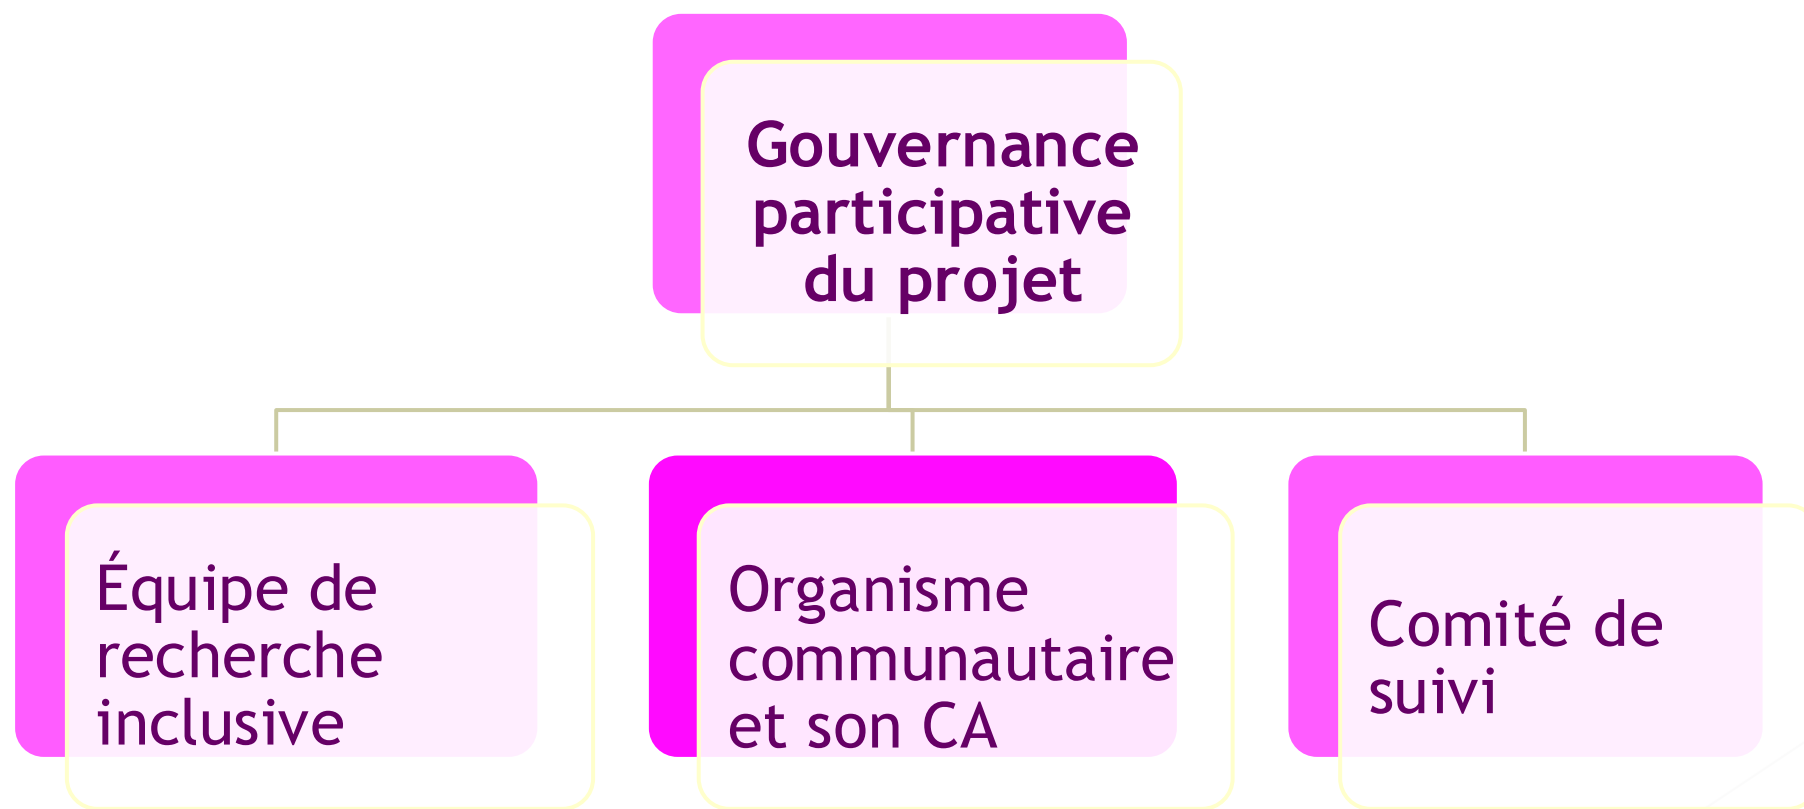 Gouvernance
participative
du projet
Équipe de
recherche
inclusive
Organisme
communautaire
et son CA
Comité de
suivi